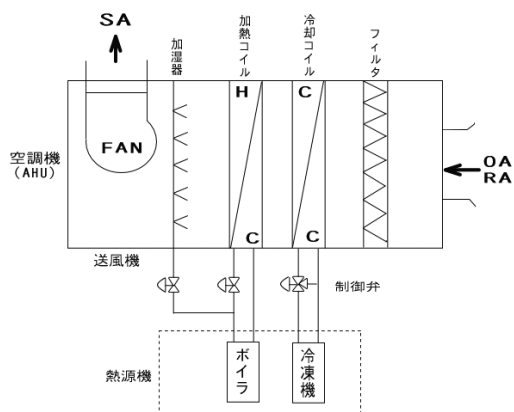 SA
加湿器
加熱コイル
冷却コイル
フィルタ
H
C
FAN
空調機
(AHU)
OA
RA
C
C
送風機
制御弁
熱源機
ボイラ
冷凍機